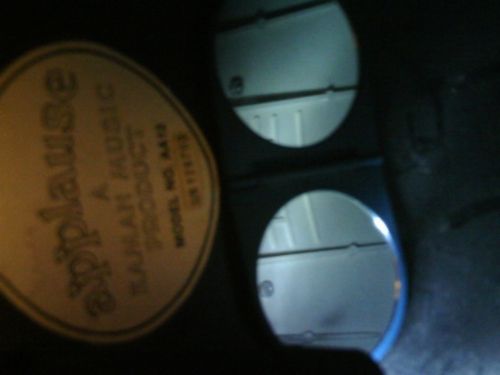 applause
A
KAMAN MUSIC
PRODUCT
MODEL NO. AA13